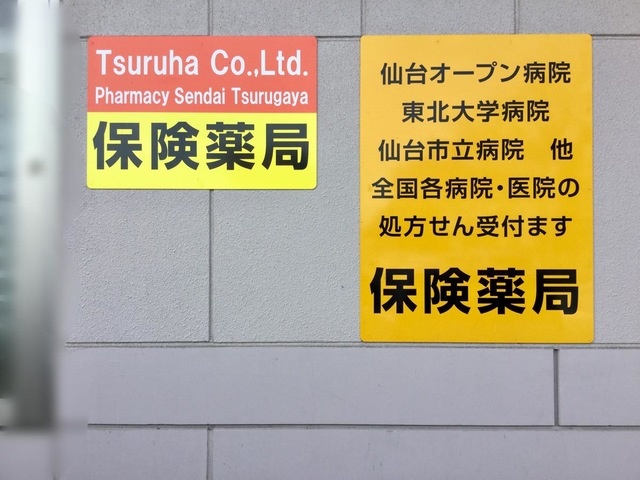 Tsuruha Co.,Ltd.
Pharmacy Sendai Tsurugaya
保険薬局
仙台オープン病院
東北大学病院
仙台市立病院　他
全国各病院・医院の
処方せん受付ます
保険薬局